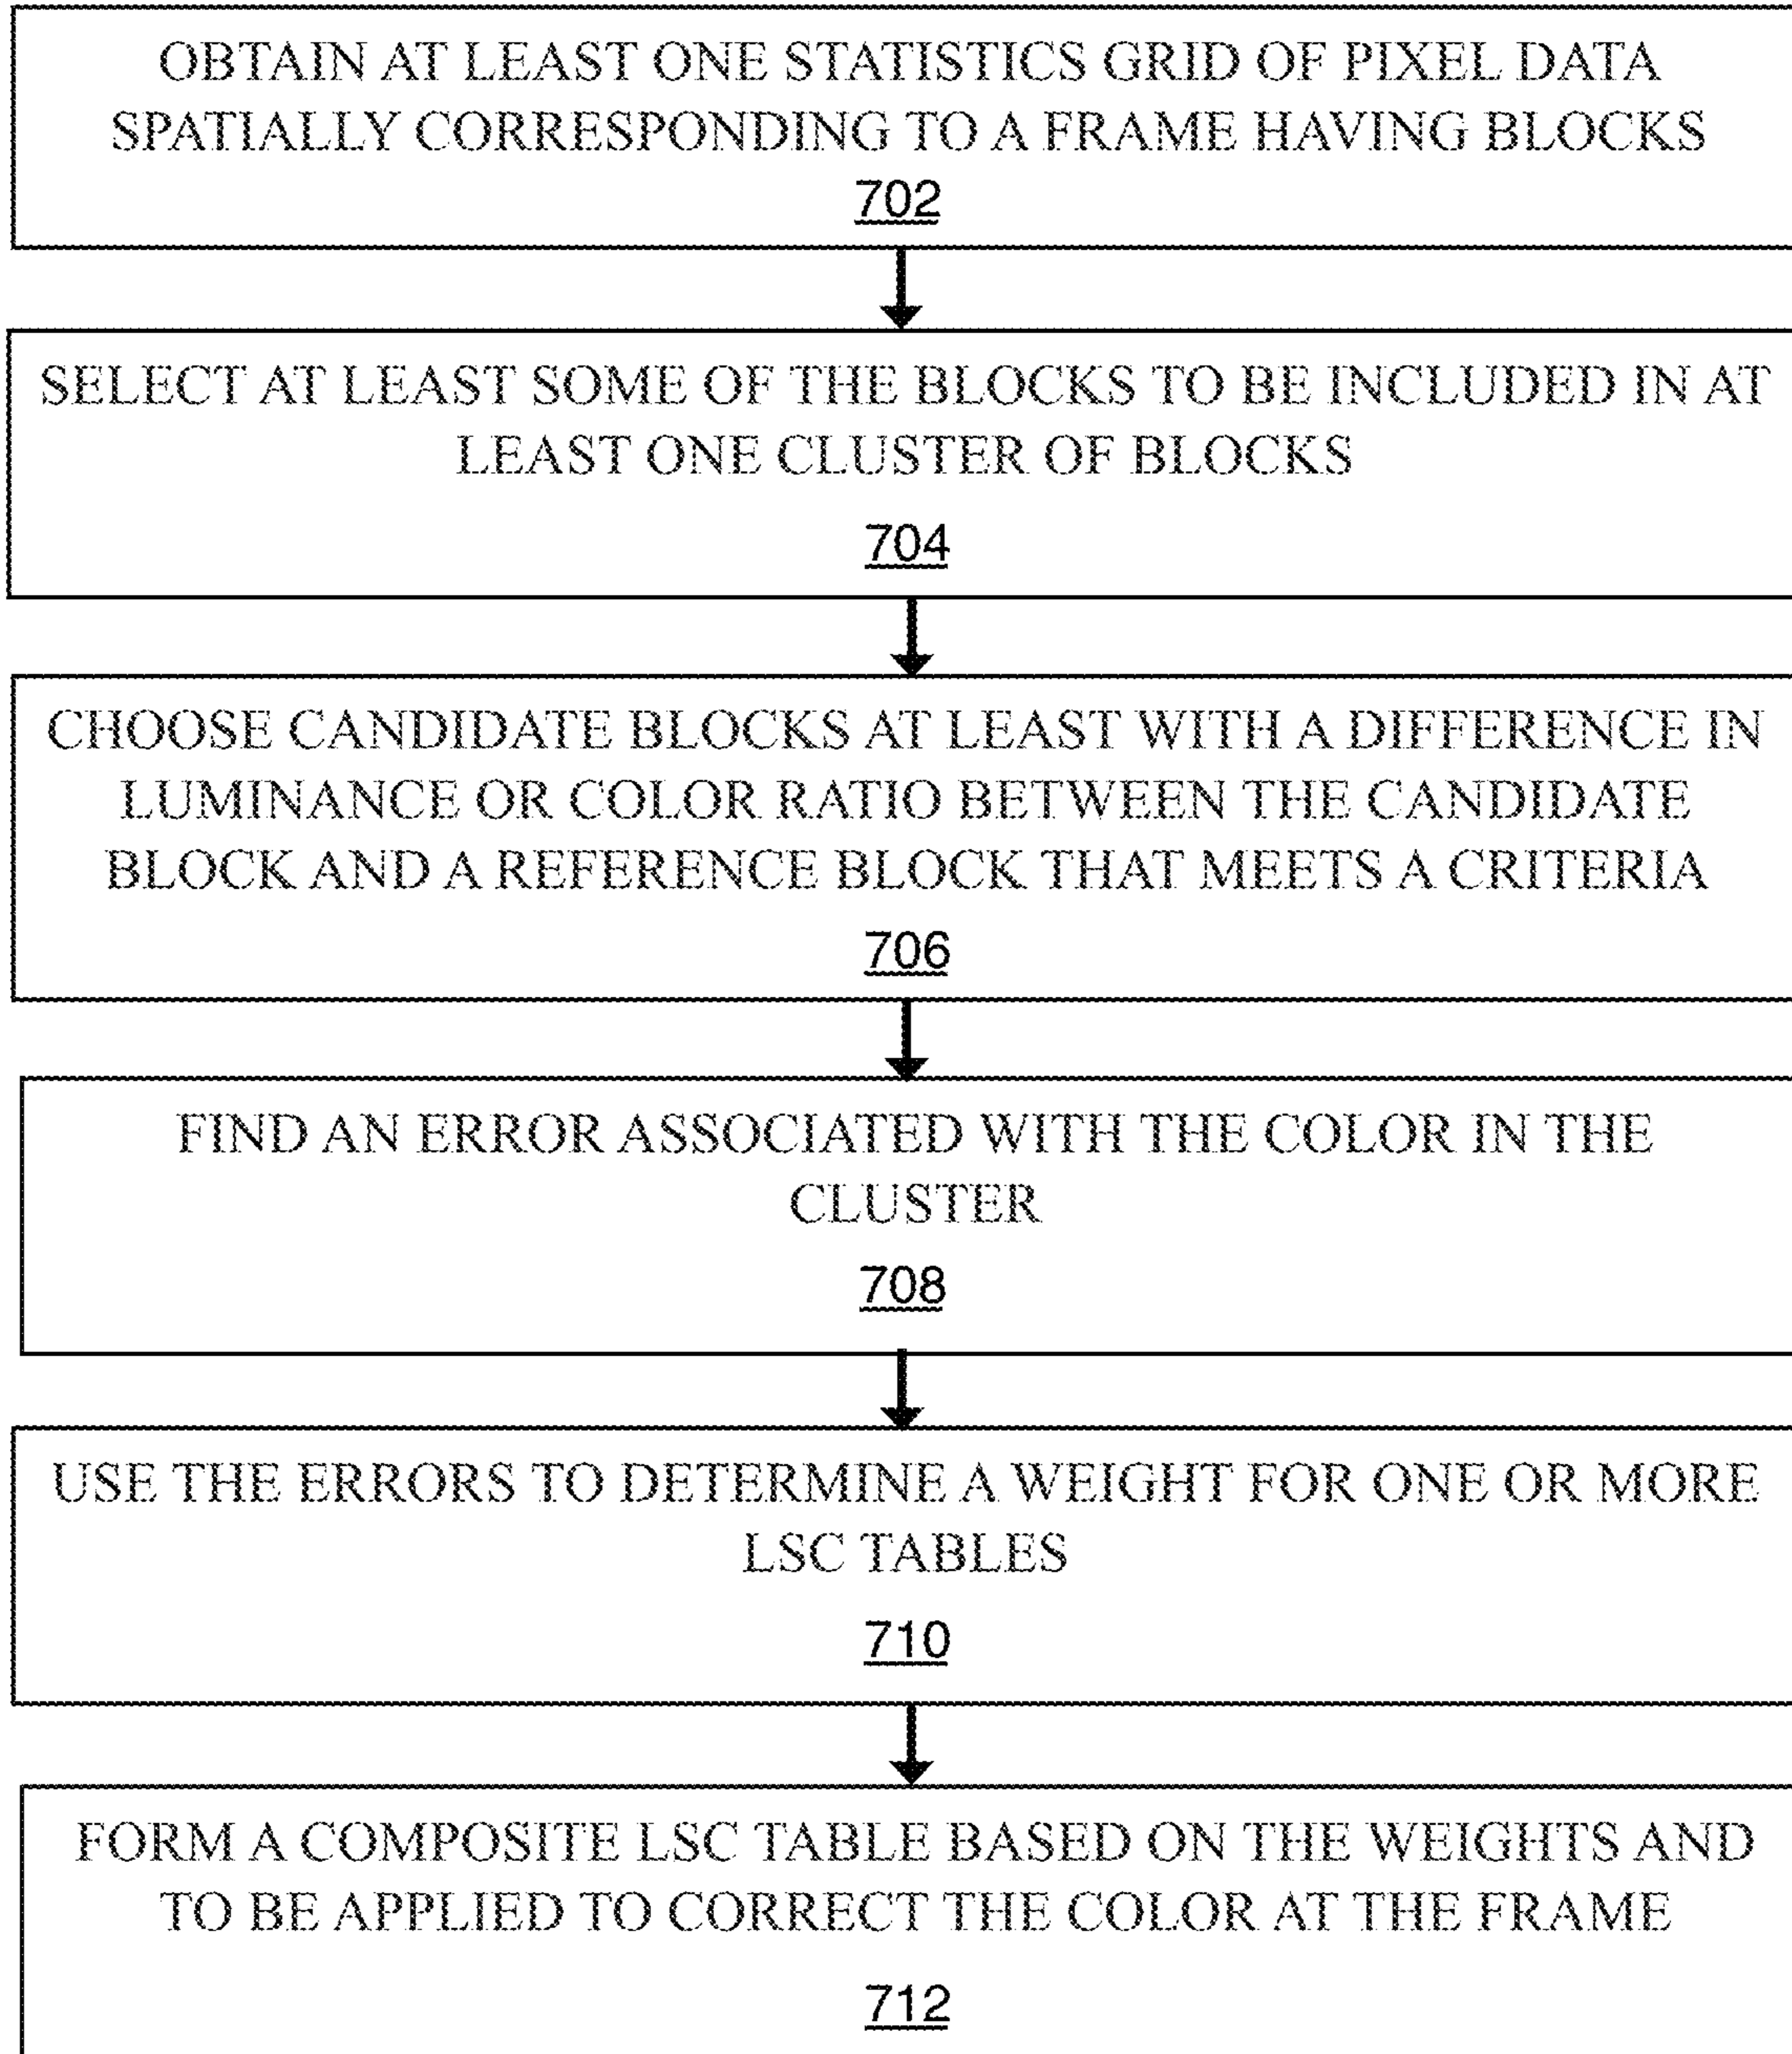 OBTAIN AT LEAST ONE STATISTICS GRID OF PIXEL DATA
SPATIALLY CORRESPONDING TO A FRAME HAVING BLOCKS
702
SELECT AT LEAST SOME OF THE BLOCKS TO BE INCLUDED IN AT
LEAST ONE CLUSTER OF BLOCKS
704
CHOOSE CANDIDATE BLOCKS AT LEAST WITH A DIFFERENCE IN
LUMINANCE OR COLOR RATIO BETWEEN THE CANDIDATE
BLOCK AND A REFERENCE BLOCK THAT MEETS A CRITERIA
706
FIND AN ERROR ASSOCIATED WITH THE COLOR IN THE
CLUSTER
708
USE THE ERRORS TO DETERMINE A WEIGHT FOR ONE OR MORE
LSC TABLES
710
FORM A COMPOSITE LSC TABLE BASED ON THE WEIGHTS AND
TO BE APPLIED TO CORRECT THE COLOR AT THE FRAME
712